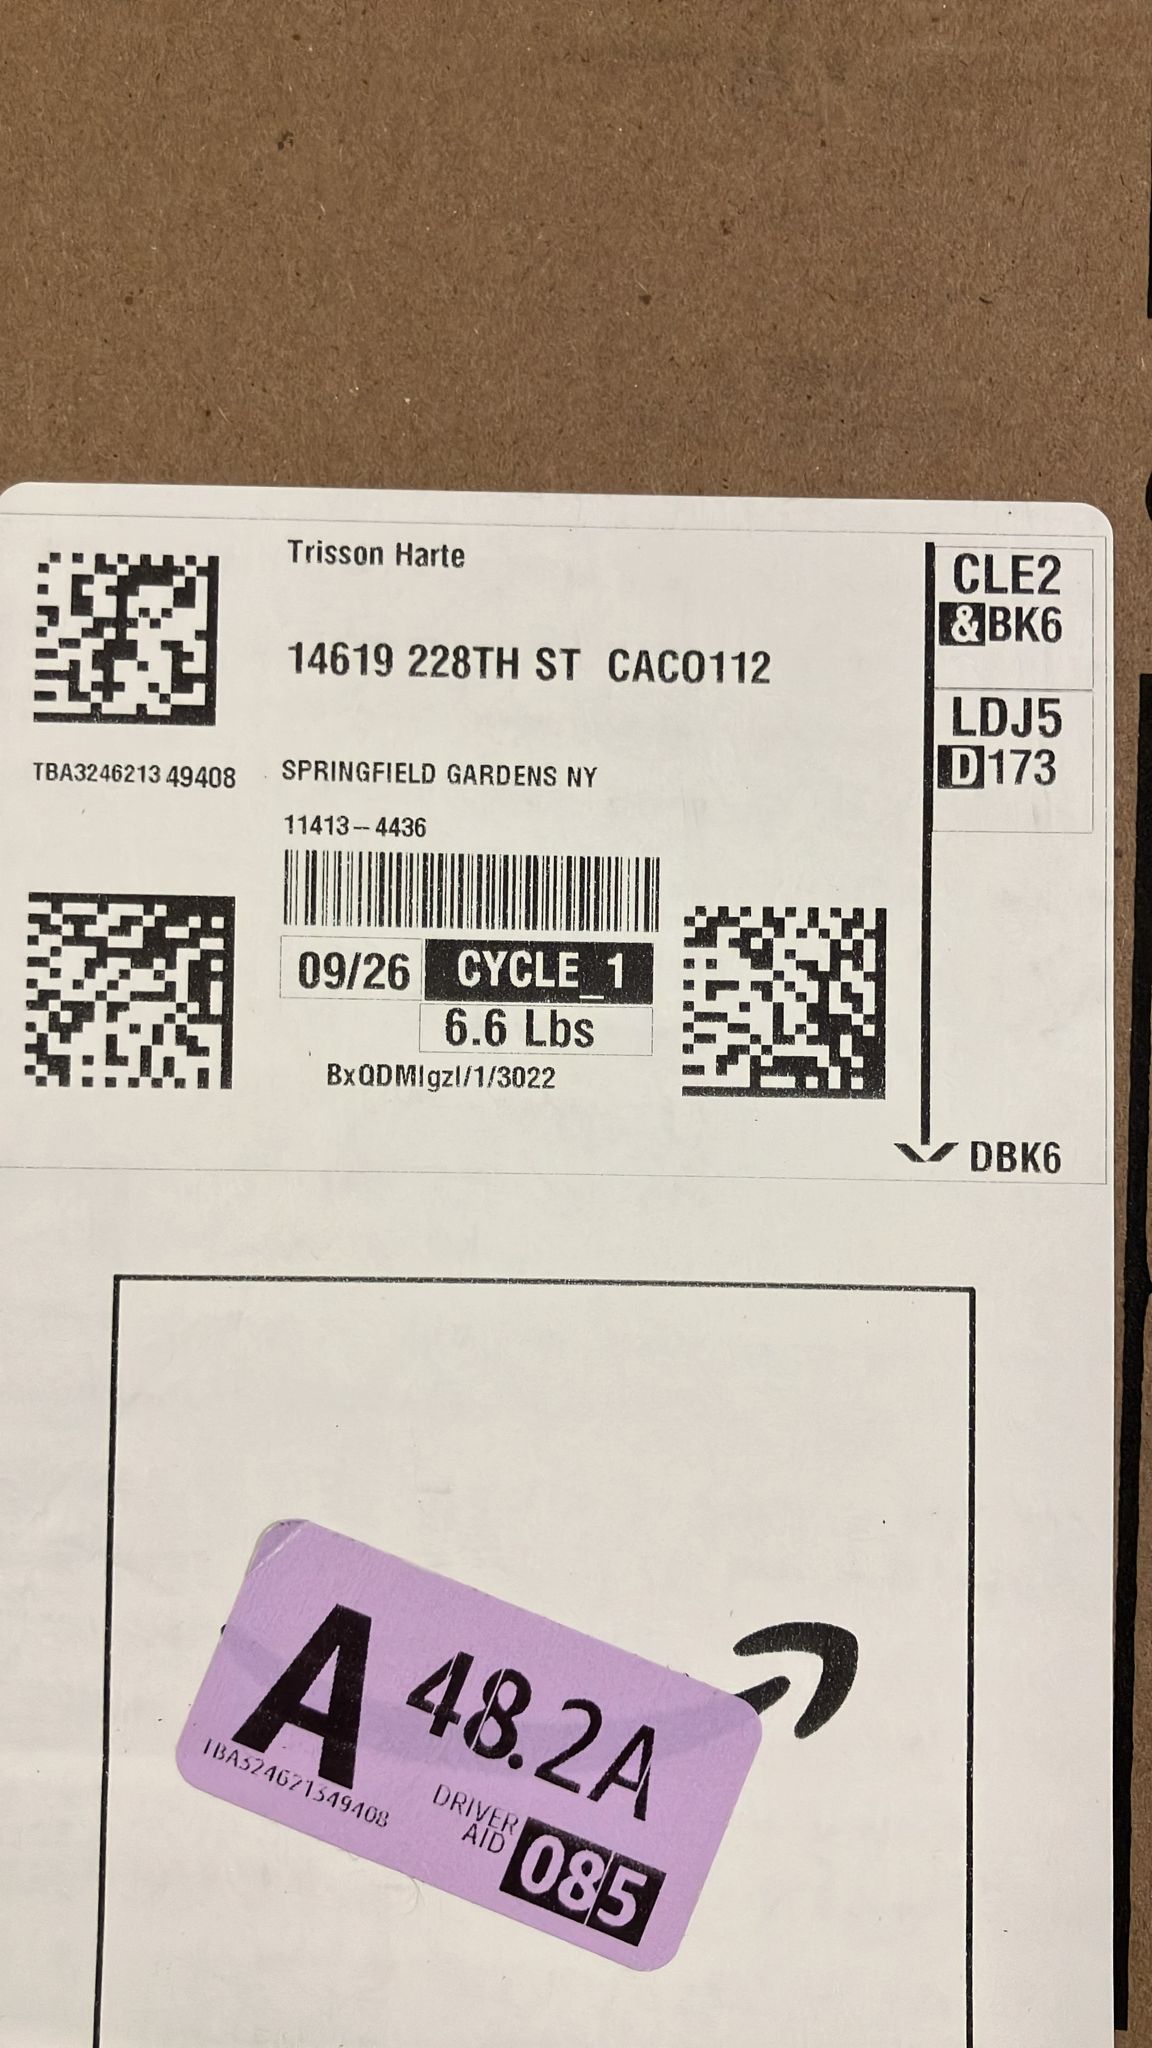 Trisson Harte
14619 228TH ST CACO112
TBA324621349408
SPRINGFIELD GARDENS NY
11413-4436
09/26 CYCLE_1
6.6 Lbs
BxQDMlgzl/1/3022
CLE2
&BK6
LDJ5
D173
DBK6
A 48.2A
TBA324621349408
DRIVER
AID
085